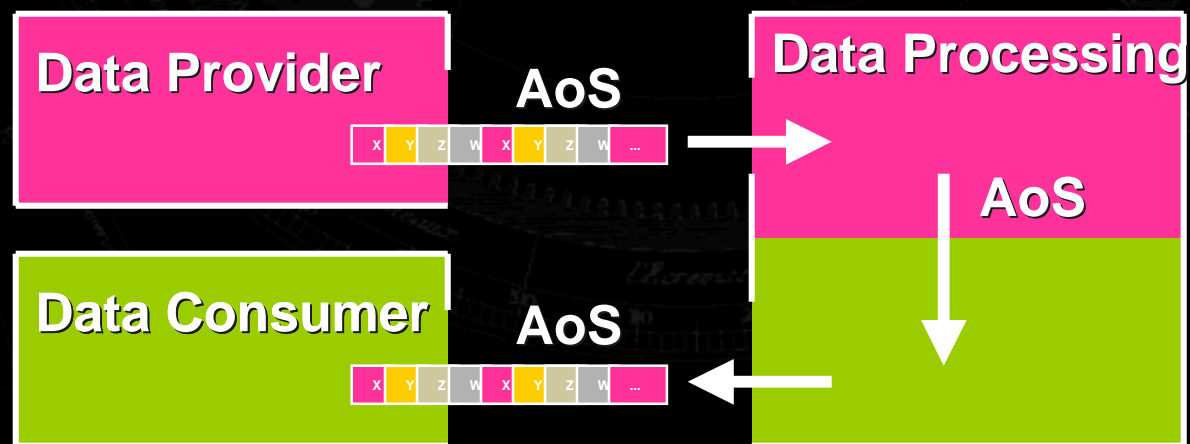 Data Provider
AoS
X Y Z W X Y Z W ...
Data Processing
AoS
Data Consumer
AoS
X Y Z W X Y Z W ...